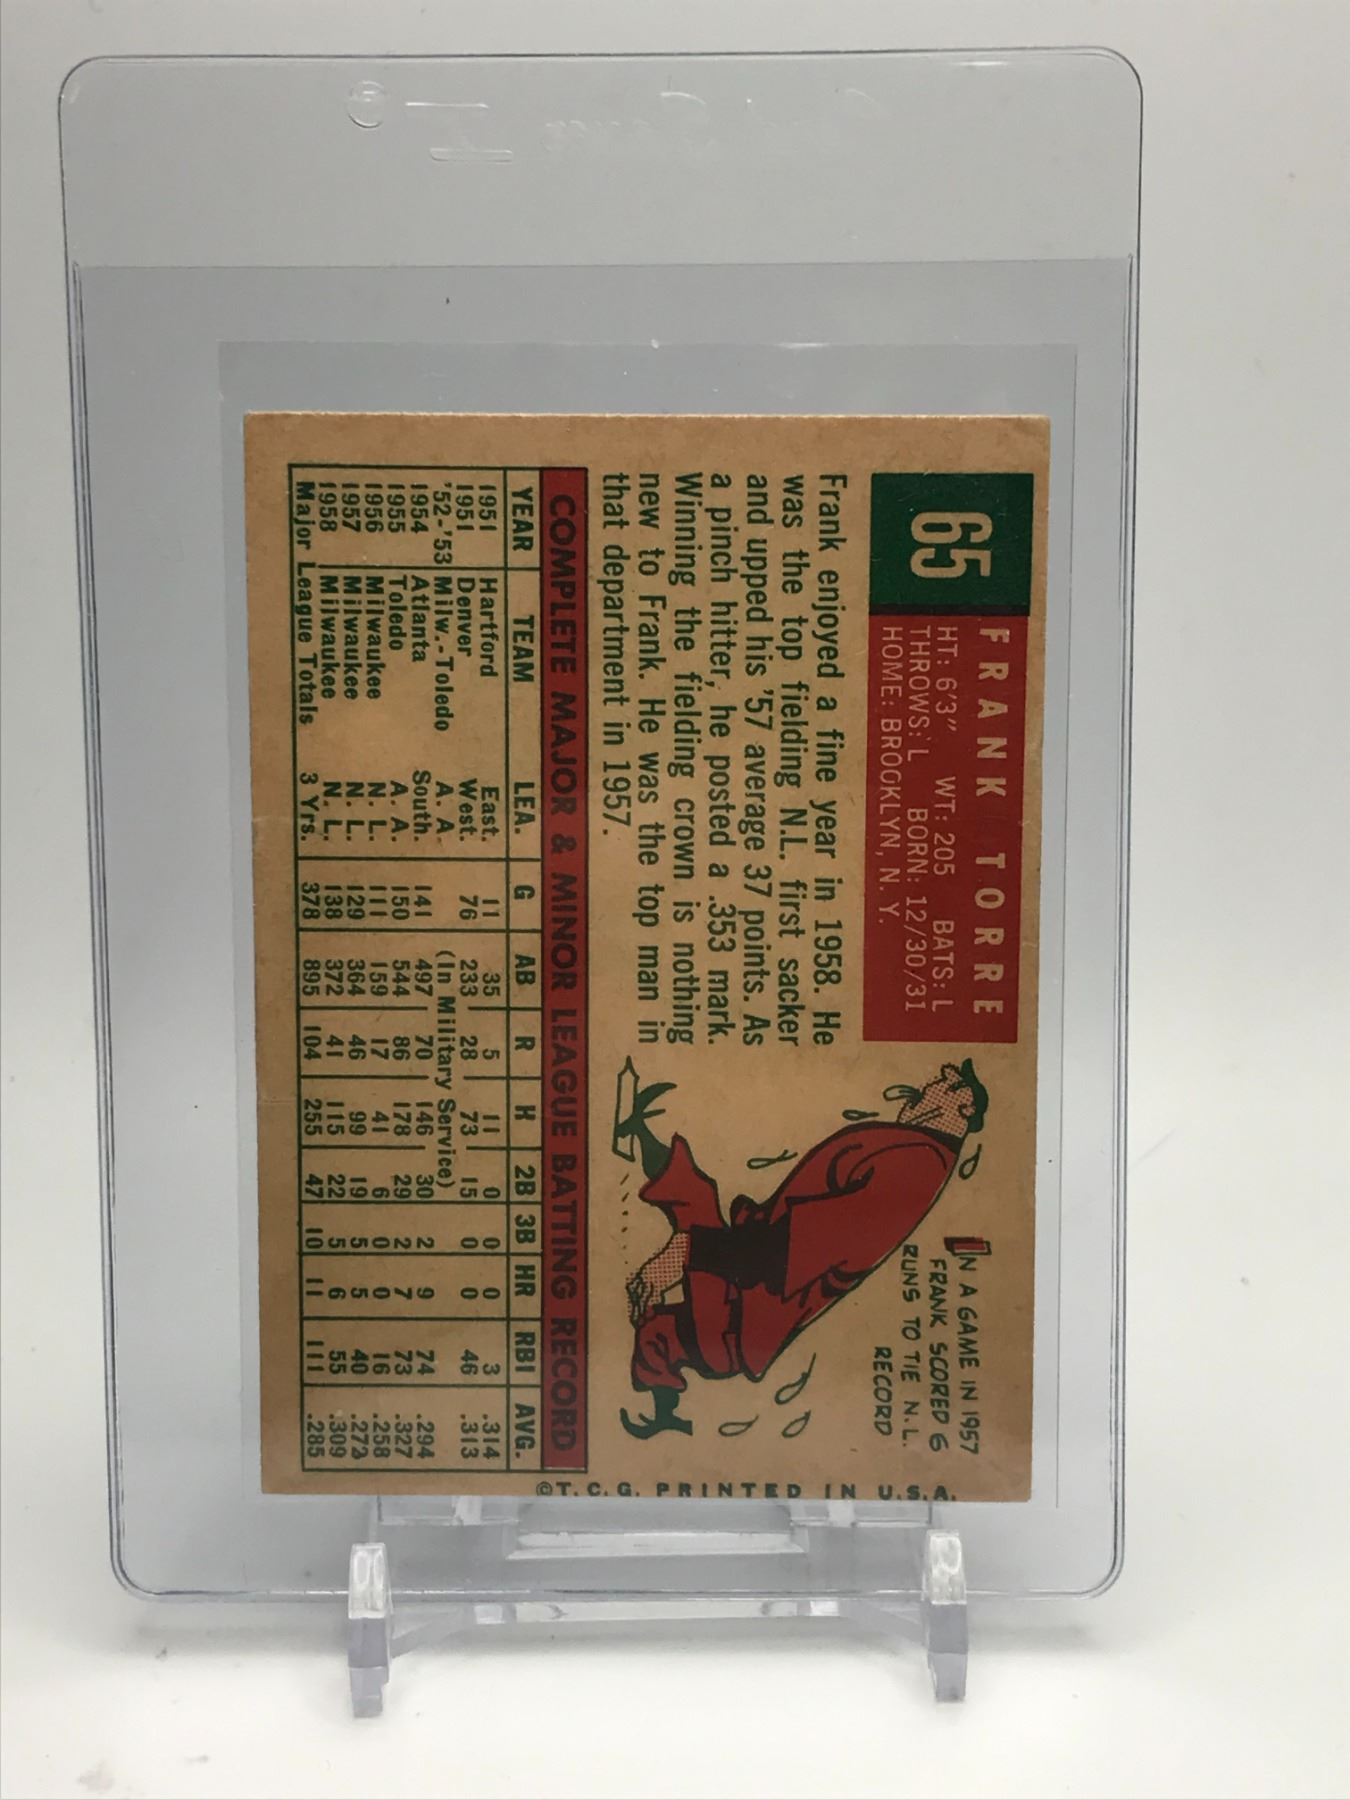 65
FRANK TORRE
HT: 6'3" WT: 205 BATS: L
THROWS: L BORN: 12/30/31
HOME: BROOKLYN, N. Y.
Frank enjoyed a fine year in 1958. He
was the top fielding N.L. first sacker
and upped his '57 average 37 points. As
a pinch hitter, he posted a .353 mark.
Winning the fielding crown is nothing
new to Frank. He was the top man in
that department in 1957.
IN A GAME IN 1957
FRANK SCORED 6
RUNS TO TIE N.L.
RECORD
COMPLETE MAJOR & MINOR LEAGUE BATTING RECORD
YEAR TEAM LEA. G AB R H 2B 3B HR RBI AVG.
1951 Hartford East. 11 35 5 11 0 0 0 3 .314
1951 Denver West. 76 233 28 73 15 0 0 46 .313
'52-'53 Milw.-Toledo A. A. (In Military Service)
1954 Atlanta South. 141 497 70 146 30 2 9 74 .294
1955 Toledo A. A. 150 544 86 178 29 2 7 73 .327
1956 Milwaukee N. L. 111 159 17 41 6 0 0 16 .258
1957 Milwaukee N. L. 129 364 46 99 19 5 5 40 .273
1958 Milwaukee N. L. 138 372 41 115 22 5 6 55 .309
Major League Totals 3 Yrs. 378 895 104 255 47 10 11 111 .285
©T. C. G. PRINTED IN U.S.A.